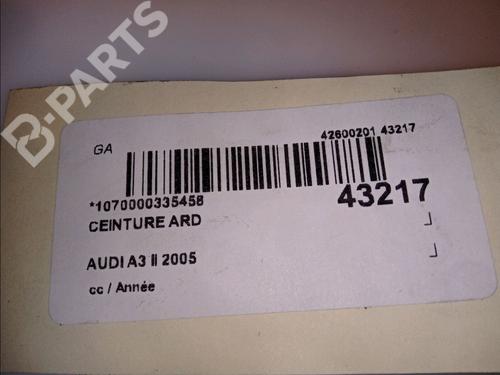 B-PARTS
GA
42600201 43217
*1070000335458
43217
CEINTURE ARD
AUDI A3 II 2005
cc / Année